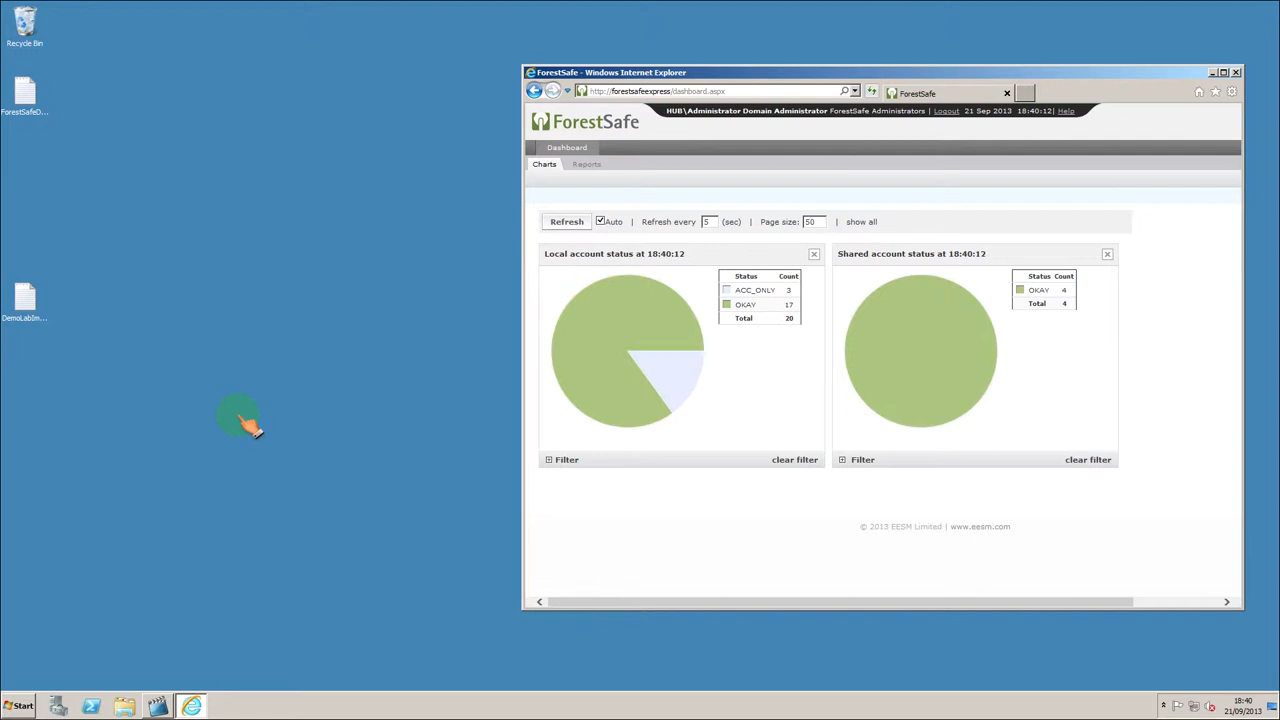 Recycle Bin
ForestSafeD...
DemoLabIm...
ForestSafe - Windows Internet Explorer
http://forestsafeexpress/dashboard.aspx
ForestSafe
HUB\Administrator Domain Administrator ForestSafe Administrators | Logout 21 Sep 2013 18:40:12 | Help
ForestSafe
Dashboard
Charts Reports
Refresh Auto | Refresh every 5 (sec) | Page size: 50 | show all
Local account status at 18:40:12
Status Count
ACC_ONLY 3
OKAY 17
Total 20
Filter clear filter
Shared account status at 18:40:12
Status Count
OKAY 4
Total 4
Filter clear filter
© 2013 EESM Limited | www.eesm.com
Start
18:40
21/09/2013